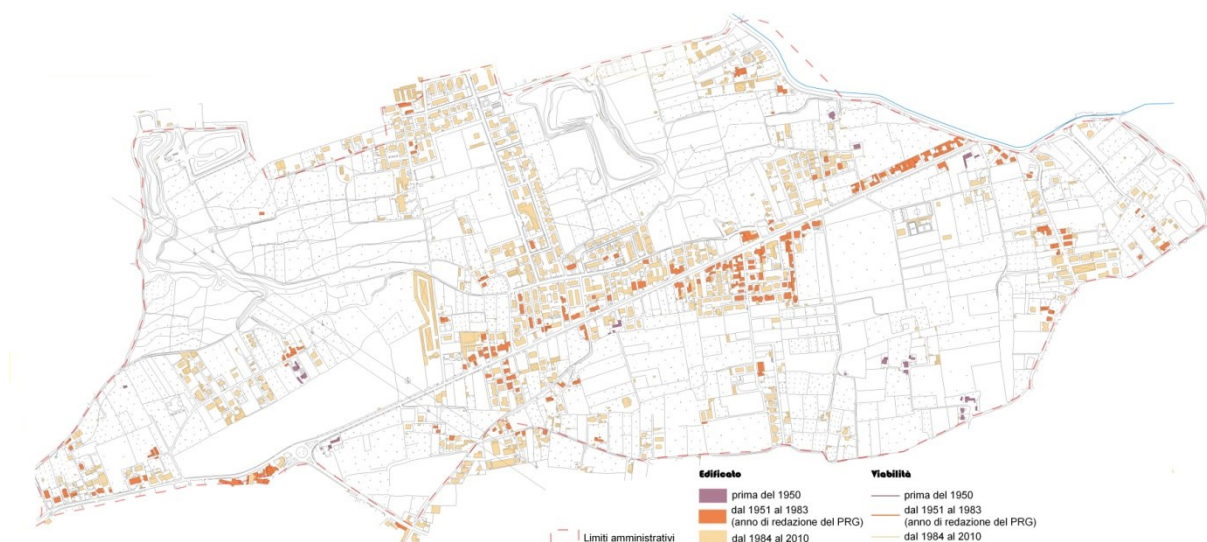 Edificato
prima del 1950
dal 1951 al 1983
(anno di redazione del PRG)
dal 1984 al 2010
Viabilità
prima del 1950
dal 1951 al 1983
(anno di redazione del PRG)
dal 1984 al 2010
Limiti amministrativi